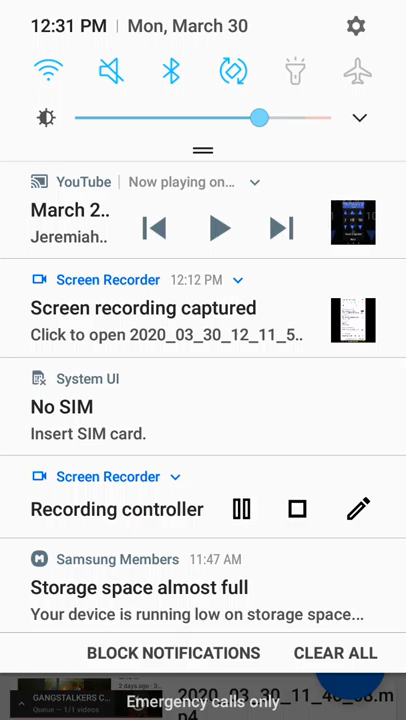 12:31 PM | Mon, March 30
YouTube | Now playing on...
March 2..
Jeremiah..
Screen Recorder 12:12 PM
Screen recording captured
Click to open 2020_03_30_12_11_5..
System UI
No SIM
Insert SIM card.
Screen Recorder
Recording controller
Samsung Members 11:47 AM
Storage space almost full
Your device is running low on storage space...
BLOCK NOTIFICATIONS CLEAR ALL
GANGSTALKERS C...
Queue – 1/1 videos
2 days ago
Emergency calls only